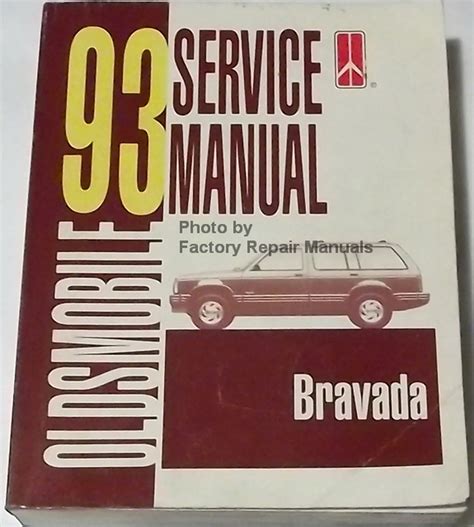 93
SERVICE
MANUAL
OLDSMOBILE
®
Photo by
Factory Repair Manuals
Bravada